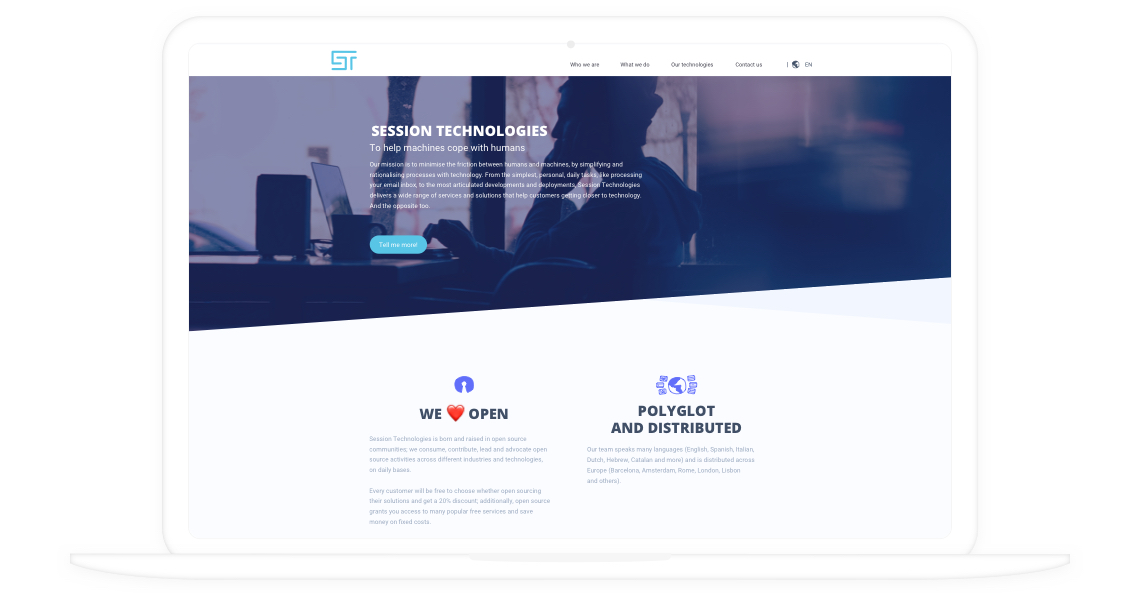 ST
Who we are What we do Our technologies Contact us | EN
SESSION TECHNOLOGIES
To help machines cope with humans
Our mission is to minimise the friction between humans and machines, by simplifying and
rationalising processes with technology. From the simplest, personal, daily tasks, like processing
your email inbox, to the most articulated developments and deployments, Session Technologies
delivers a wide range of services and solutions that help customers getting closer to technology.
And the opposite too.
Tell me more!
WE ❤️ OPEN
Session Technologies is born and raised in open source
communities; we consume, contribute, lead and advocate open
source activities across different industries and technologies,
on daily bases.
Every customer will be free to choose whether open sourcing
their solutions and get a 20% discount; additionally, open source
grants you access to many popular free services and save
money on fixed costs.
POLYGLOT
AND DISTRIBUTED
Our team speaks many languages (English, Spanish, Italian,
Dutch, Hebrew, Catalan and more) and is distributed across
Europe (Barcelona, Amsterdam, Rome, London, Lisbon
and others).